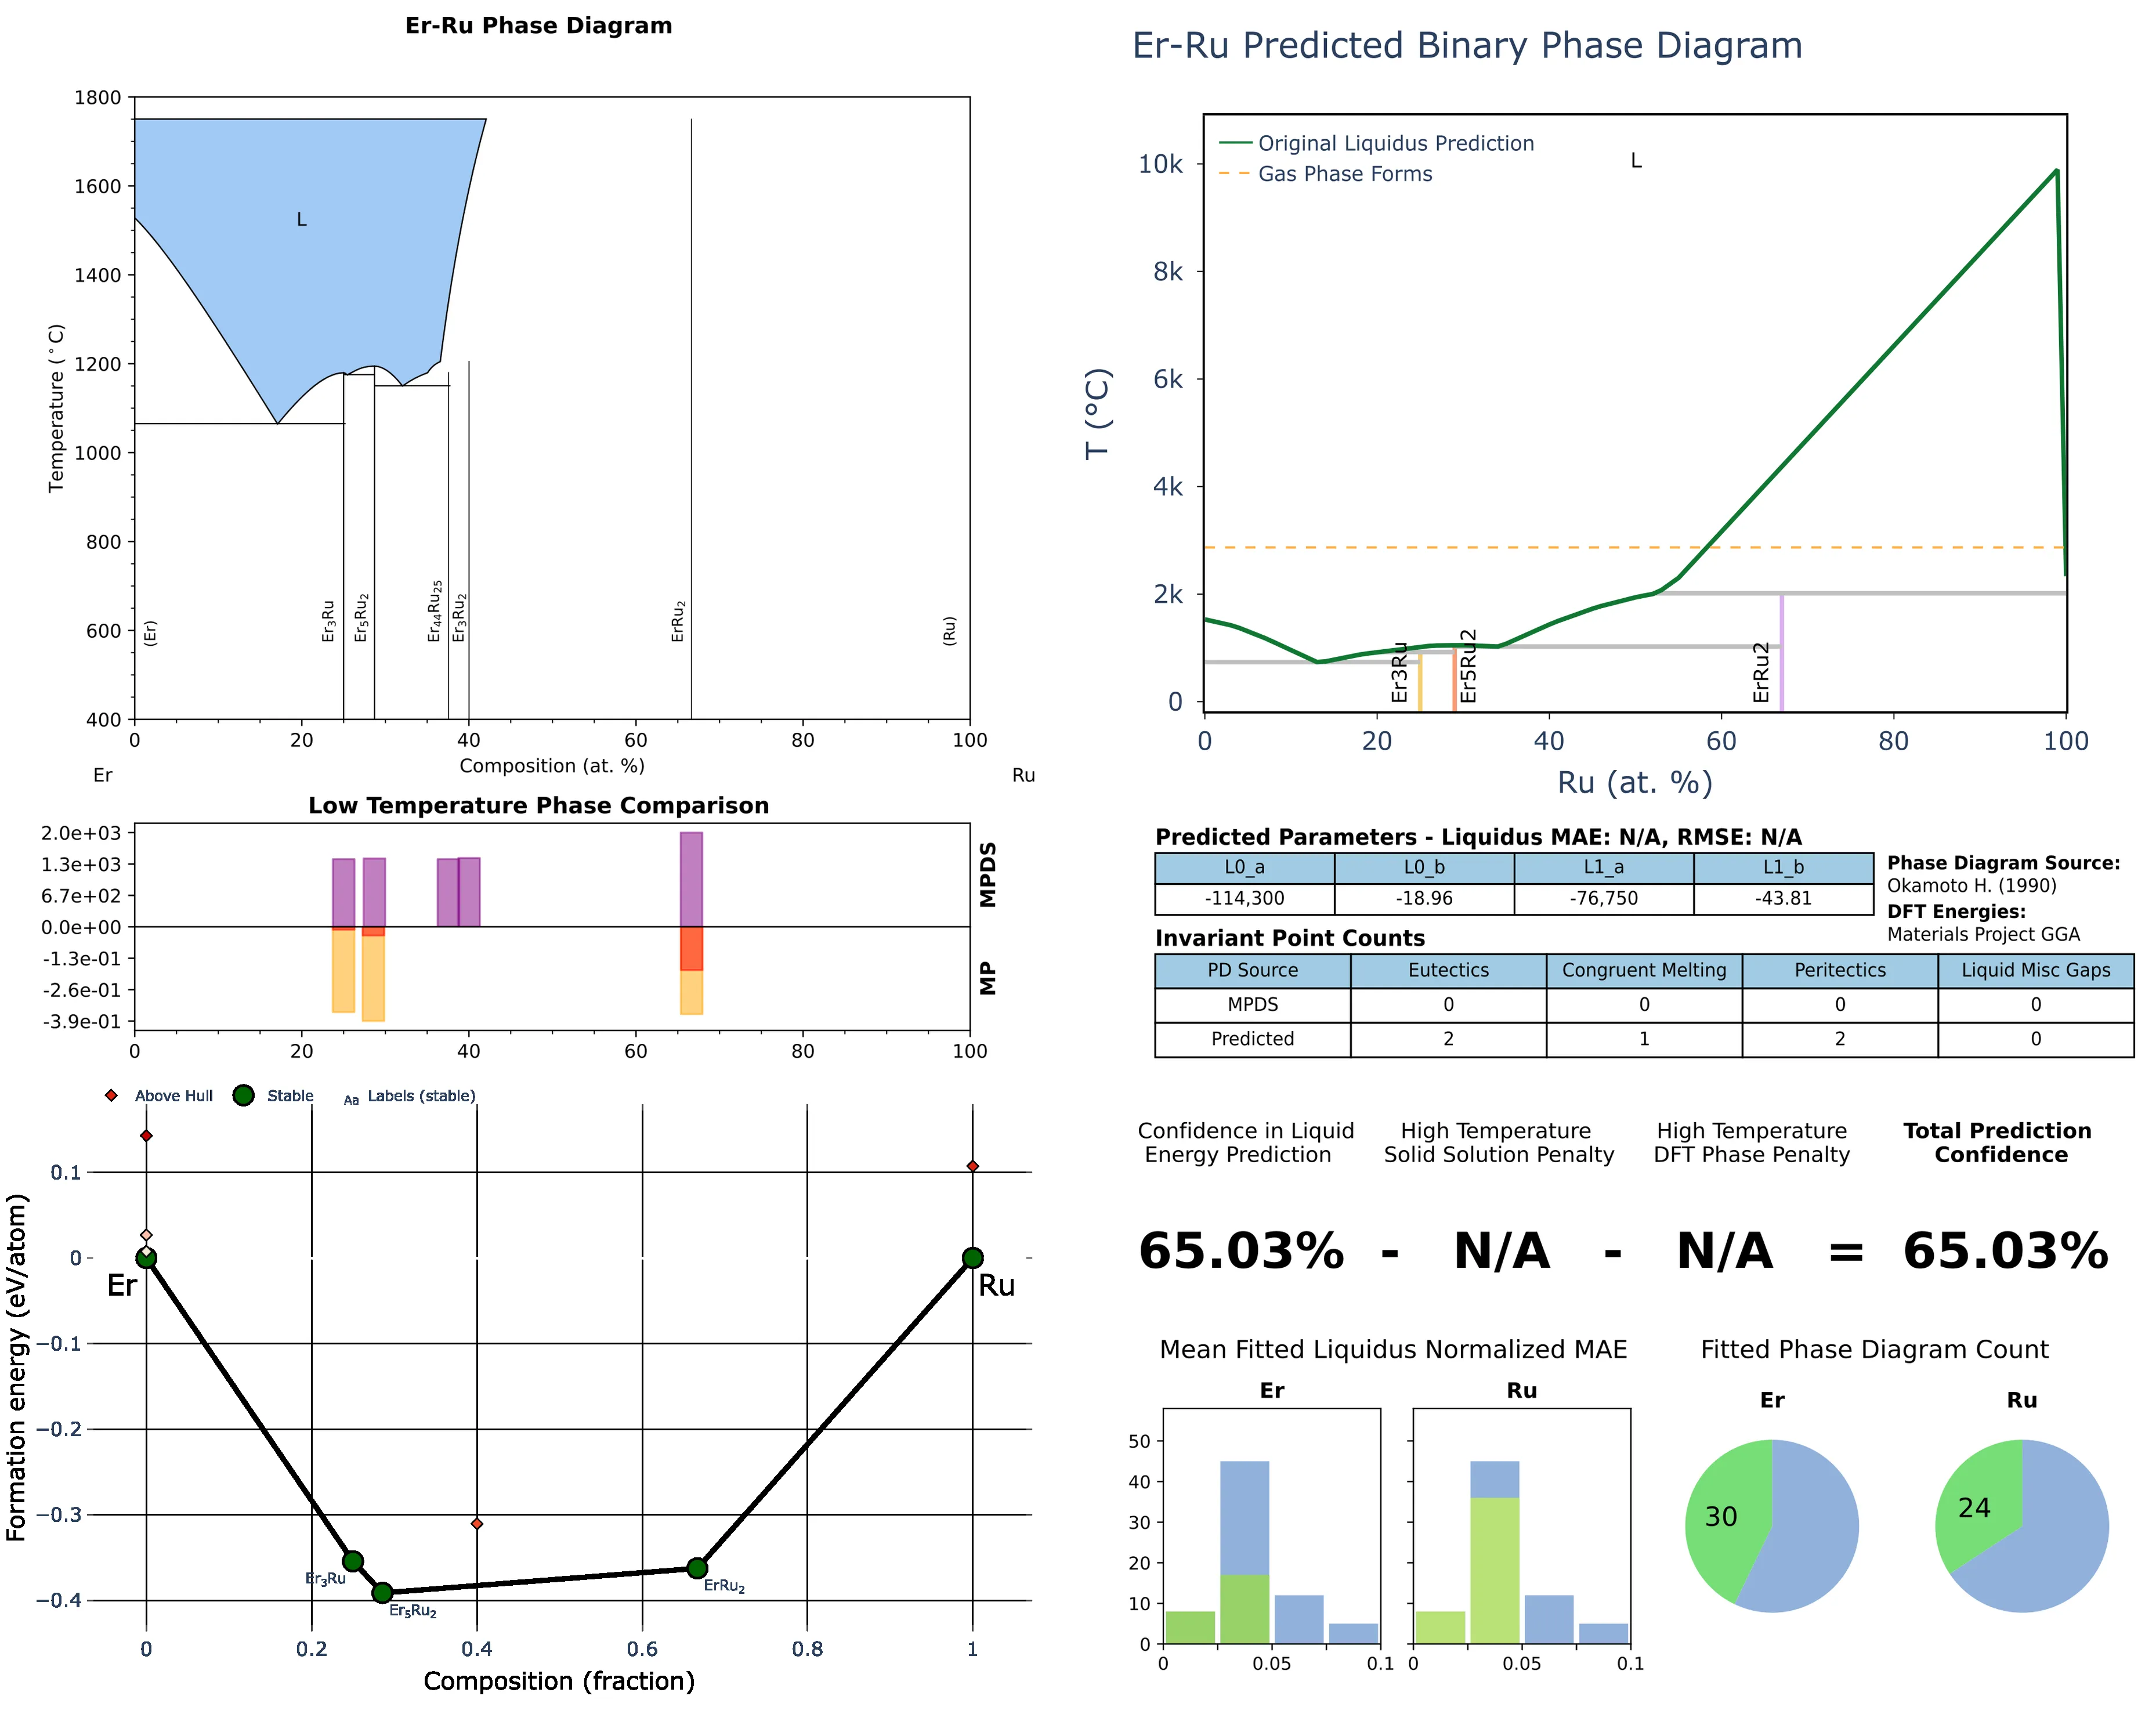 Er-Ru Phase Diagram
1800
1600
1400
1200
1000
800
600
400
Temperature (°C)
L
(Er)
Er₃Ru
Er₅Ru₂
Er₄₄Ru₂₅
Er₃Ru₂
ErRu₂
(Ru)
0 20 40 60 80 100
Composition (at. %)
Er Ru
Low Temperature Phase Comparison
2.0e+03
1.3e+03
6.7e+02
0.0e+00
-1.3e-01
-2.6e-01
-3.9e-01
MPDS
MP
0 20 40 60 80 100
Above Hull Stable Aa Labels (stable)
0.1
0
−0.1
−0.2
−0.3
−0.4
Formation energy (eV/atom)
Er
Ru
Er₃Ru
Er₅Ru₂
ErRu₂
0 0.2 0.4 0.6 0.8 1
Composition (fraction)
Er-Ru Predicted Binary Phase Diagram
Original Liquidus Prediction
Gas Phase Forms
L
10k
8k
6k
4k
2k
0
T (°C)
Er3Ru
Er5Ru2
ErRu2
0 20 40 60 80 100
Ru (at. %)
Predicted Parameters - Liquidus MAE: N/A, RMSE: N/A
L0_a L0_b L1_a L1_b
-114,300 -18.96 -76,750 -43.81
Phase Diagram Source:
Okamoto H. (1990)
DFT Energies:
Materials Project GGA
Invariant Point Counts
PD Source Eutectics Congruent Melting Peritectics Liquid Misc Gaps
MPDS 0 0 0 0
Predicted 2 1 2 0
Confidence in Liquid
Energy Prediction
High Temperature
Solid Solution Penalty
High Temperature
DFT Phase Penalty
Total Prediction
Confidence
65.03% - N/A - N/A = 65.03%
Mean Fitted Liquidus Normalized MAE
Er Ru
50
40
30
20
10
0
0 0.05 0.1 0 0.05 0.1
Fitted Phase Diagram Count
Er Ru
30 24